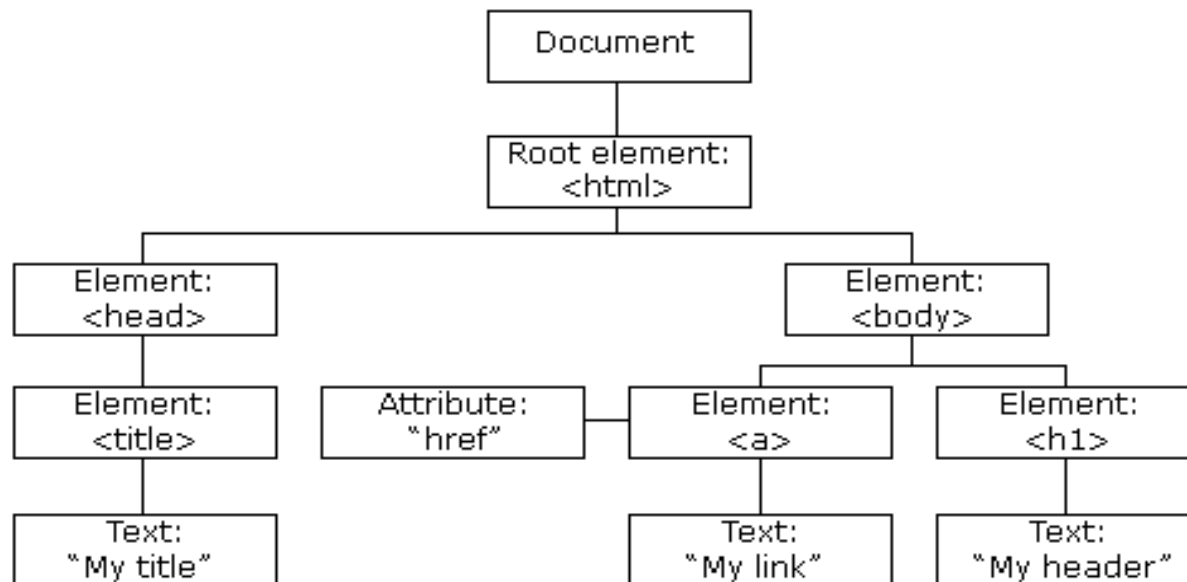 Document
Root element:
<html>
Element:
<head>
Element:
<body>
Element:
<title>
Attribute:
“href”
Element:
<a>
Element:
<h1>
Text:
“My title”
Text:
“My link”
Text:
“My header”